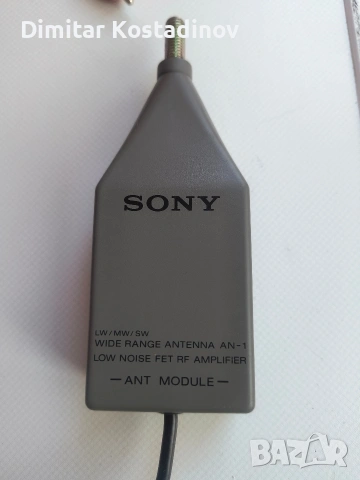 Dimitar Kostadinov
SONY
LW/MW/SW
WIDE RANGE ANTENNA AN-1
LOW NOISE FET RF AMPLIFIER
— ANT MODULE —
BAZAR
bg